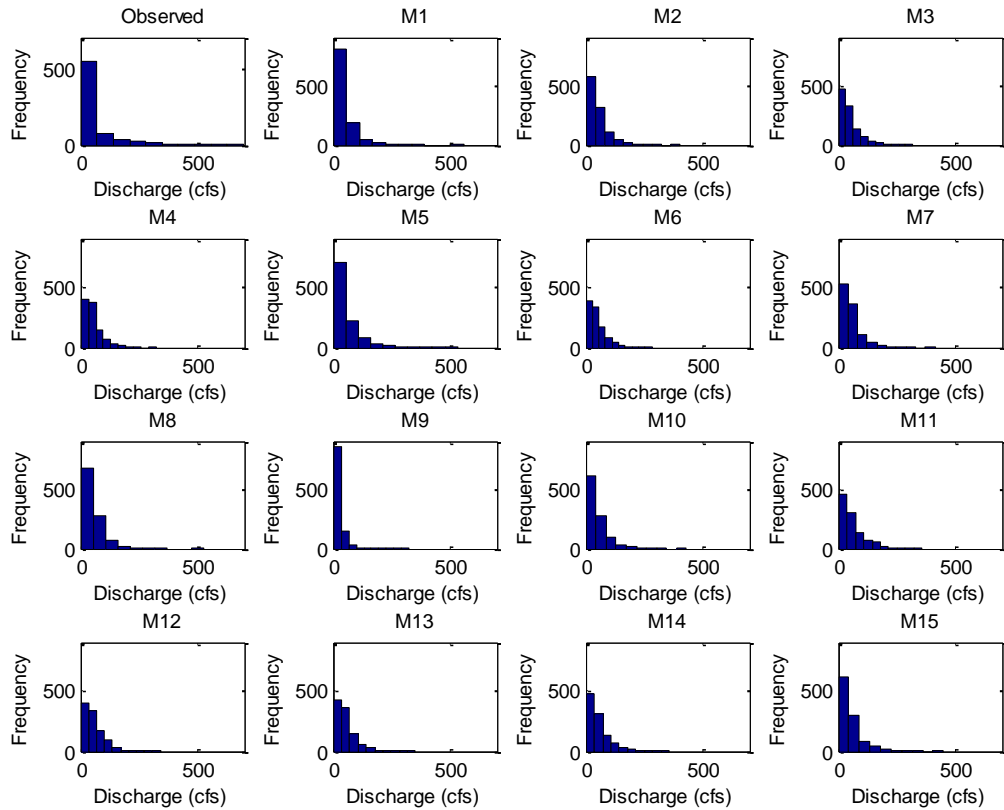 Observed
M1
M2
M3
Frequency
500
0
0
500
Discharge (cfs)
Frequency
500
0
0
500
Discharge (cfs)
Frequency
500
0
0
500
Discharge (cfs)
Frequency
500
0
0
500
Discharge (cfs)
M4
M5
M6
M7
Frequency
500
0
0
500
Discharge (cfs)
Frequency
500
0
0
500
Discharge (cfs)
Frequency
500
0
0
500
Discharge (cfs)
Frequency
500
0
0
500
Discharge (cfs)
M8
M9
M10
M11
Frequency
500
0
0
500
Discharge (cfs)
Frequency
500
0
0
500
Discharge (cfs)
Frequency
500
0
0
500
Discharge (cfs)
Frequency
500
0
0
500
Discharge (cfs)
M12
M13
M14
M15
Frequency
500
0
0
500
Discharge (cfs)
Frequency
500
0
0
500
Discharge (cfs)
Frequency
500
0
0
500
Discharge (cfs)
Frequency
500
0
0
500
Discharge (cfs)